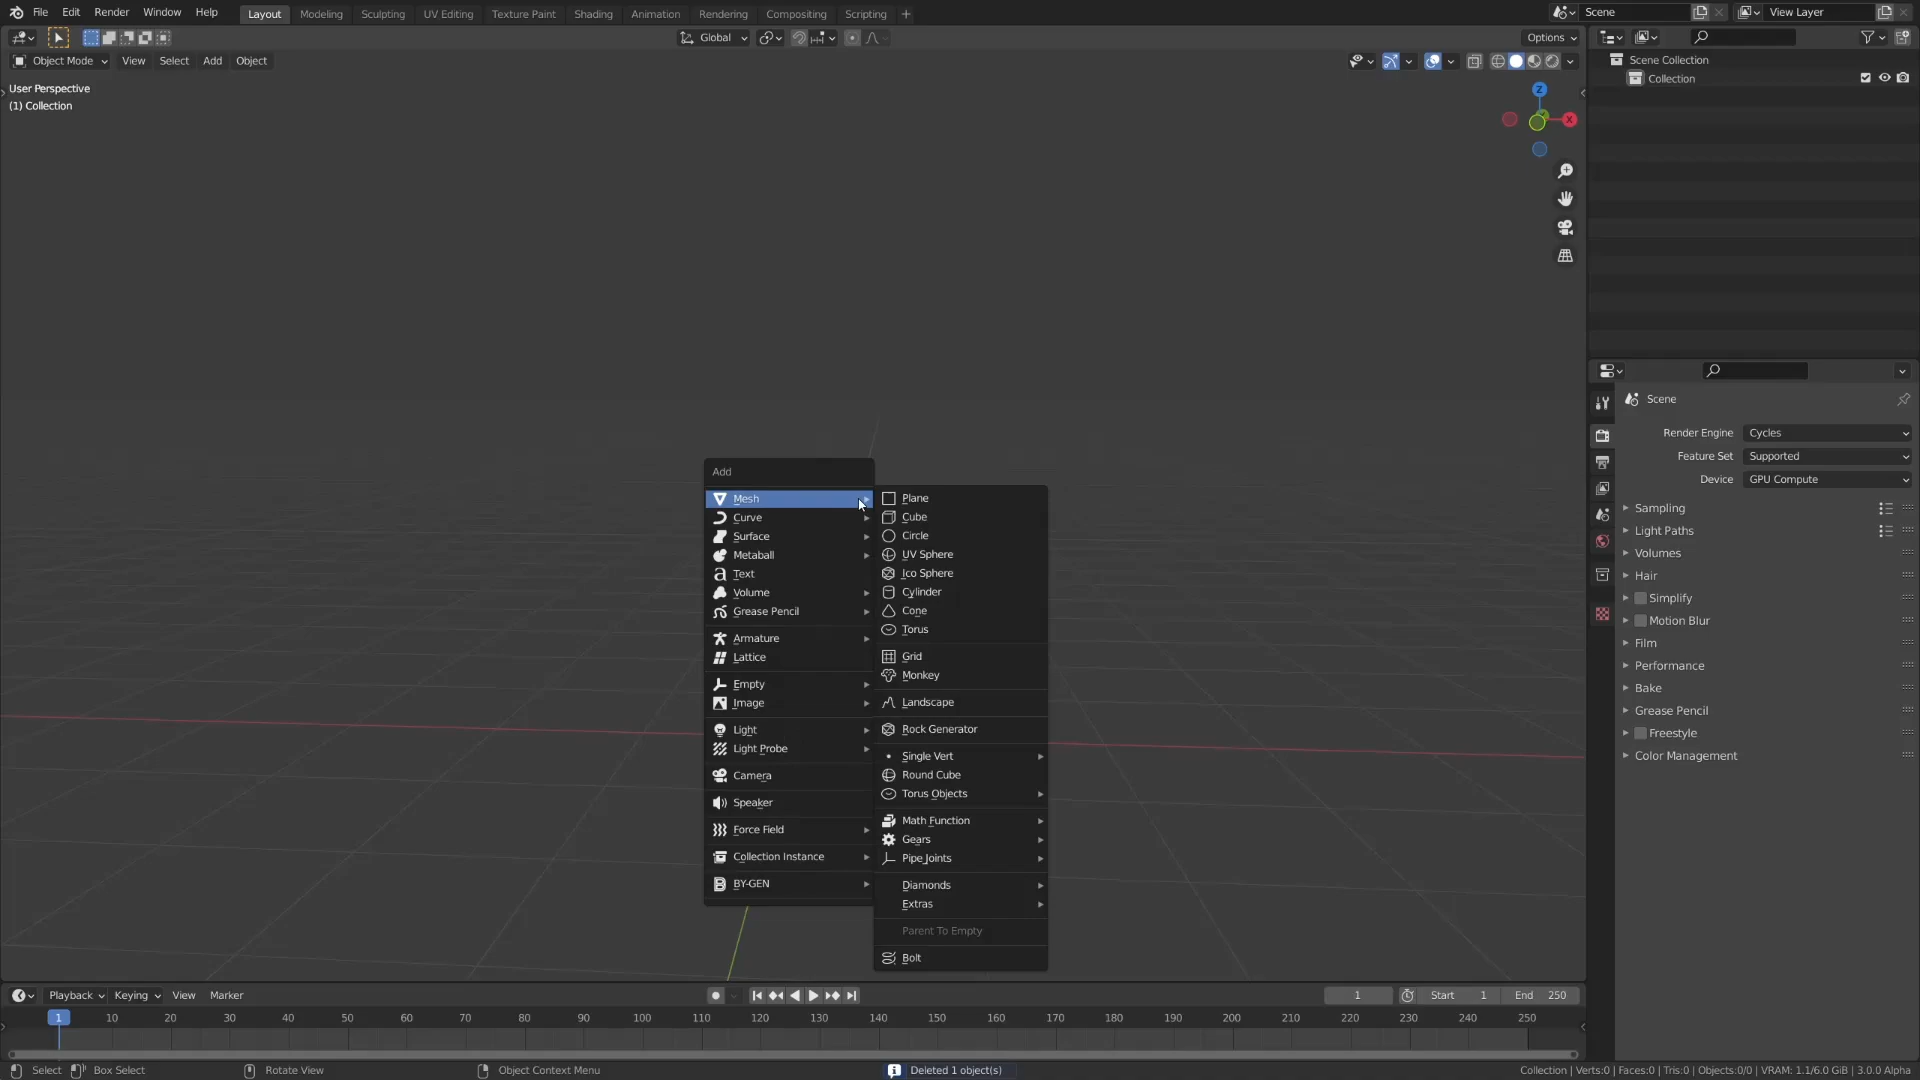 File Edit Render Window Help Layout Modeling Sculpting UV Editing Texture Paint Shading Animation Rendering Compositing Scripting + Scene View Layer
Global Options
Object Mode View Select Add Object
User Perspective
(1) Collection
Z
X
Scene Collection
Collection
Scene
Render Engine Cycles
Feature Set Supported
Device GPU Compute
Sampling
Light Paths
Volumes
Hair
Simplify
Motion Blur
Film
Performance
Bake
Grease Pencil
Freestyle
Color Management
Add
Mesh
Curve
Surface
Metaball
Text
Volume
Grease Pencil
Armature
Lattice
Empty
Image
Light
Light Probe
Camera
Speaker
Force Field
Collection Instance
BY-GEN
Plane
Cube
Circle
UV Sphere
Ico Sphere
Cylinder
Cone
Torus
Grid
Monkey
Landscape
Rock Generator
Single Vert
Round Cube
Torus Objects
Math Function
Gears
Pipe Joints
Diamonds
Extras
Parent To Empty
Bolt
Playback Keying View Marker 1 Start 1 End 250
1 10 20 30 40 50 60 70 80 90 100 110 120 130 140 150 160 170 180 190 200 210 220 230 240 250
Select Box Select Rotate View Object Context Menu Deleted 1 object(s) Collection | Verts:0 | Faces:0 | Tris:0 | Objects:0/0 | VRAM: 1.1/6.0 GiB | 3.0.0 Alpha